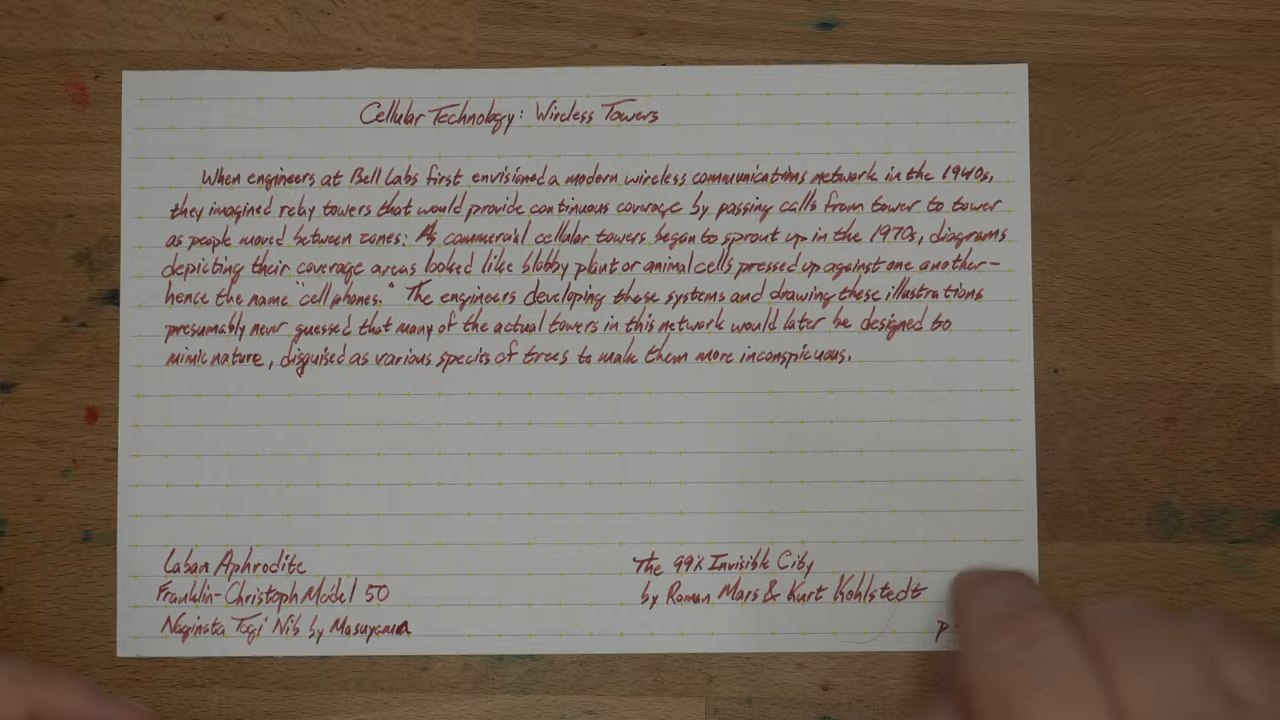 Cellular Technology: Wireless Towers
When engineers at Bell Labs first envisioned a modern wireless communications network in the 1940s,
they imagined relay towers that would provide continuous coverage by passing calls from tower to tower
as people moved between zones. As commercial cellular towers began to sprout up in the 1970s, diagrams
depicting their coverage areas looked like blobby plant or animal cells pressed up against one another—
hence the name "cell phones." The engineers developing these systems and drawing these illustrations
presumably never guessed that many of the actual towers in this network would later be designed to
mimic nature, disguised as various species of trees to make them more inconspicuous.
Laban Aphrodite
Franklin-Christoph Model 50
Naginata Togi Nib by Masuyama
The 99% Invisible City
by Roman Mars & Kurt Kohlstedt
p